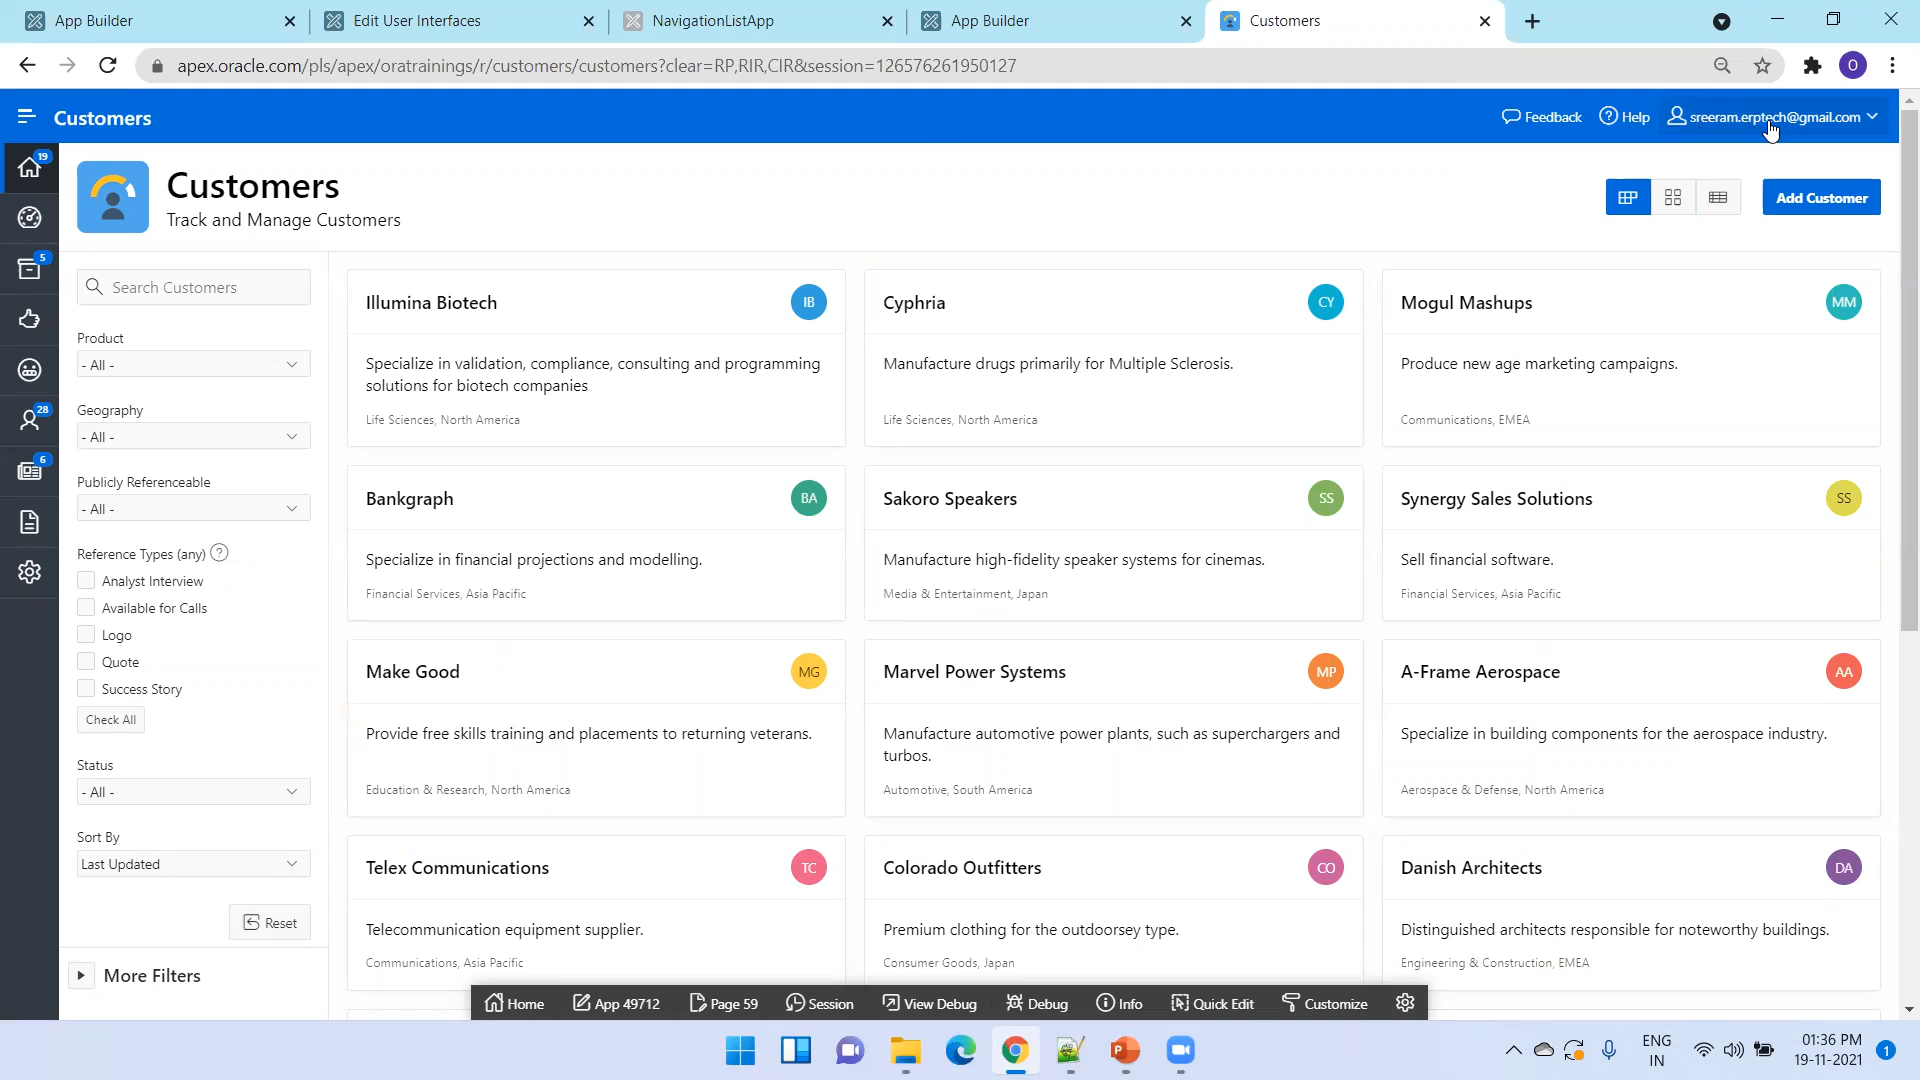 App Builder
Edit User Interfaces
NavigationListApp
App Builder
Customers
apex.oracle.com/pls/apex/oratrainings/r/customers/customers?clear=RP,RIR,CIR&session=126576261950127
O
Customers
Feedback
Help
sreeram.erptech@gmail.com
19
5
28
6
Customers
Track and Manage Customers
Add Customer
Search Customers
Product
- All -
Geography
- All -
Publicly Referenceable
- All -
Reference Types (any)
Analyst Interview
Available for Calls
Logo
Quote
Success Story
Check All
Status
- All -
Sort By
Last Updated
Reset
More Filters
Illumina Biotech
IB
Specialize in validation, compliance, consulting and programming
solutions for biotech companies
Life Sciences, North America
Cyphria
CY
Manufacture drugs primarily for Multiple Sclerosis.
Life Sciences, North America
Mogul Mashups
MM
Produce new age marketing campaigns.
Communications, EMEA
Bankgraph
BA
Specialize in financial projections and modelling.
Financial Services, Asia Pacific
Sakoro Speakers
SS
Manufacture high-fidelity speaker systems for cinemas.
Media & Entertainment, Japan
Synergy Sales Solutions
SS
Sell financial software.
Financial Services, Asia Pacific
Make Good
MG
Provide free skills training and placements to returning veterans.
Education & Research, North America
Marvel Power Systems
MP
Manufacture automotive power plants, such as superchargers and
turbos.
Automotive, South America
A-Frame Aerospace
AA
Specialize in building components for the aerospace industry.
Aerospace & Defense, North America
Telex Communications
TC
Telecommunication equipment supplier.
Communications, Asia Pacific
Colorado Outfitters
CO
Premium clothing for the outdoorsey type.
Consumer Goods, Japan
Danish Architects
DA
Distinguished architects responsible for noteworthy buildings.
Engineering & Construction, EMEA
Home
App 49712
Page 59
Session
View Debug
Debug
Info
Quick Edit
Customize
ENG
IN
01:36 PM
19-11-2021
1